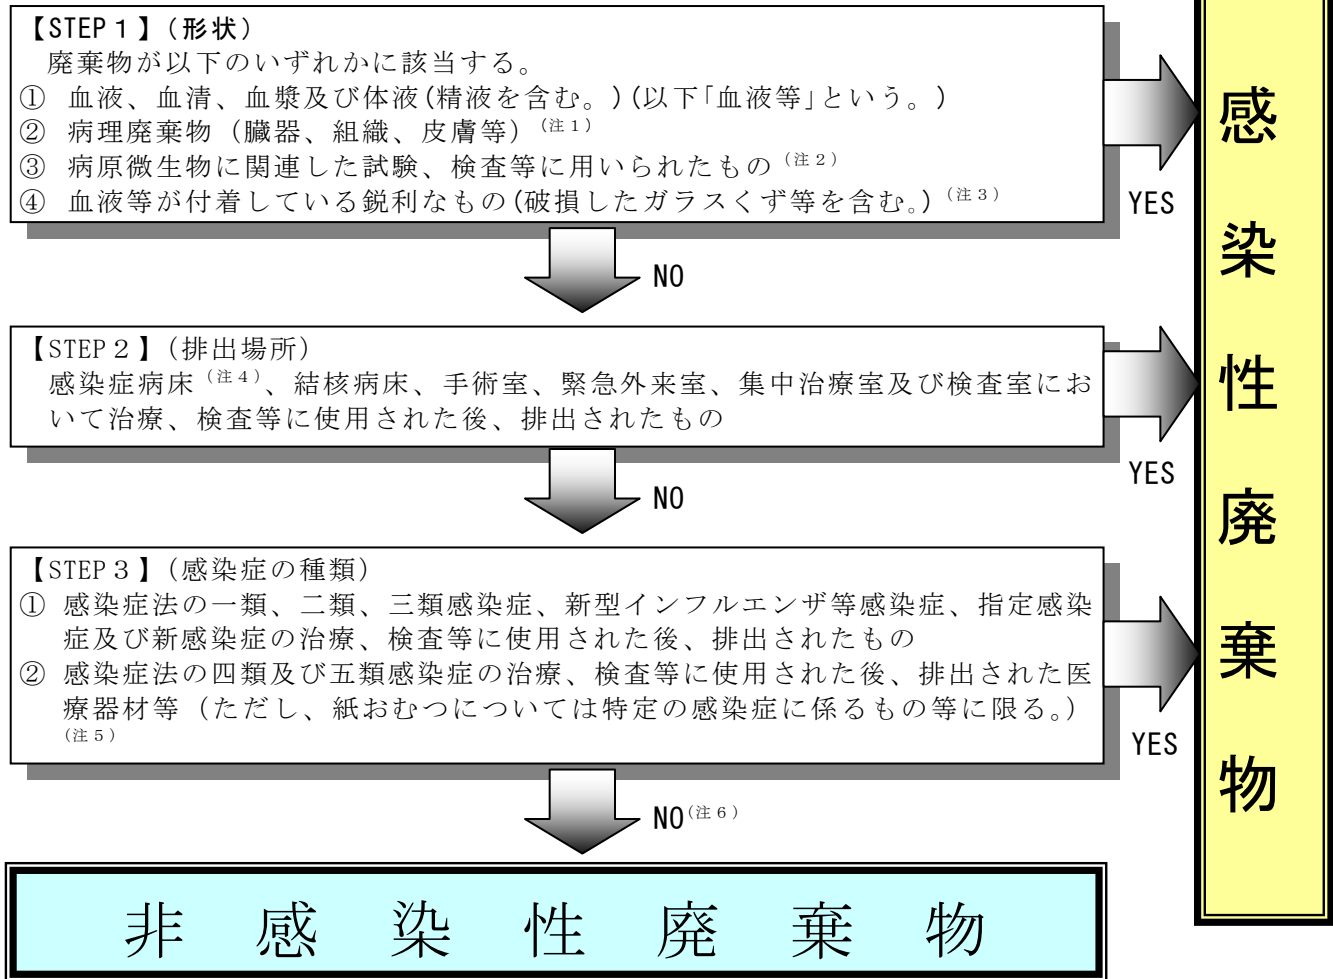 【STEP１】（形状）
廃棄物が以下のいずれかに該当する。
① 血液、血清、血漿及び体液(精液を含む。)(以下｢血液等｣という。)
② 病理廃棄物（臓器、組織、皮膚等）(注１)
③ 病原微生物に関連した試験、検査等に用いられたもの(注２)
④ 血液等が付着している鋭利なもの(破損したガラスくず等を含む。)(注３)
YES
NO
【STEP２】（排出場所）
感染症病床(注４)、結核病床、手術室、緊急外来室、集中治療室及び検査室にお
いて治療、検査等に使用された後、排出されたもの
YES
NO
【STEP３】（感染症の種類）
① 感染症法の一類、二類、三類感染症、新型インフルエンザ等感染症、指定感染
症及び新感染症の治療、検査等に使用された後、排出されたもの
② 感染症法の四類及び五類感染症の治療、検査等に使用された後、排出された医
療器材等（ただし、紙おむつについては特定の感染症に係るもの等に限る。）
(注５)
YES
NO(注６)
感染性廃棄物
非感染性廃棄物